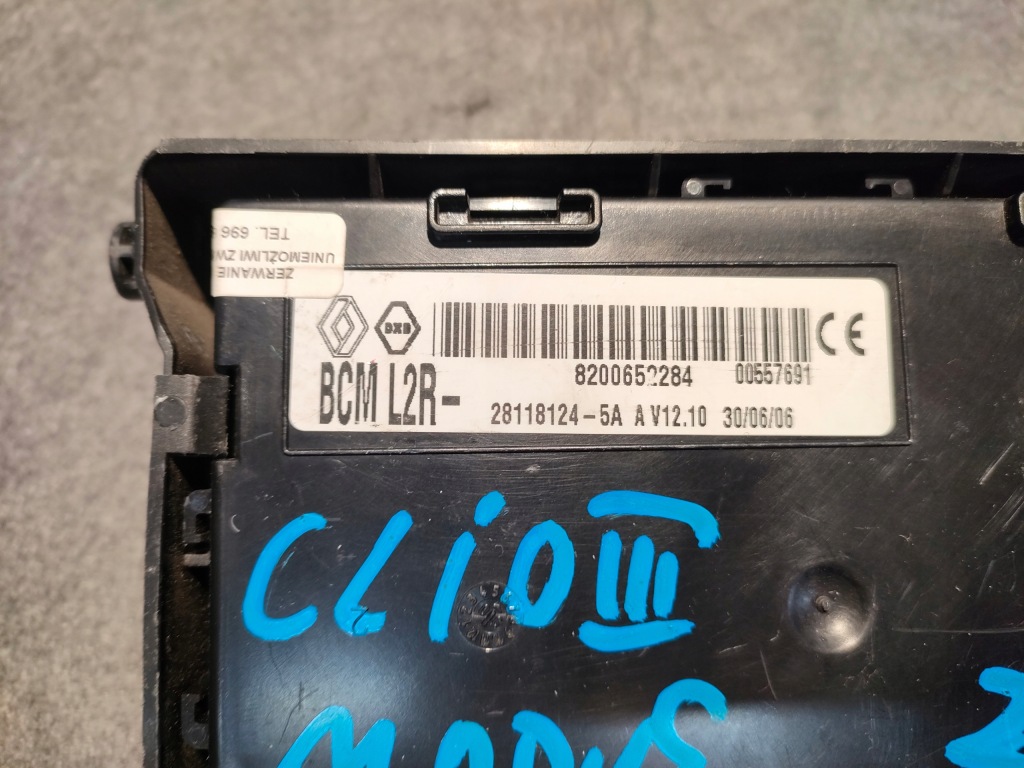 TEL. 696
UNIEMOŻLIWI ZW
ZERWANIE
DXB
CE
8200652284 00557691
BCM L2R-
28118124-5A A V12.10 30/06/06
CLiO III